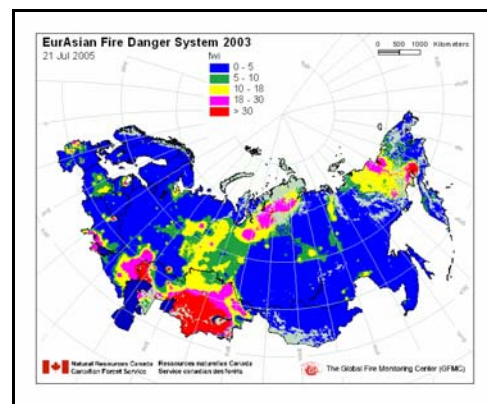 EurAsian Fire Danger System 2003
21 Jul 2005
0 500 1000 Kilometers
fwi
0 - 5
5 - 10
10 - 18
18 - 30
> 30
Natural Resources Canada Ressources naturelles Canada
Canadian Forest Service Service canadien des forêts
The Global Fire Monitoring Center (GFMC)